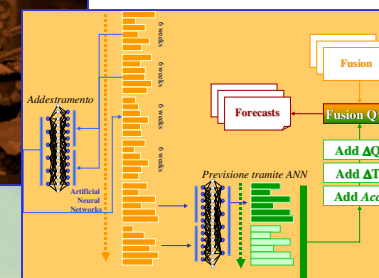 6 weeks
6 weeks
6 weeks
6 weeks
Addestramento
Artificial
Neural
Networks
Previsione tramite ANN
Forecasts
Fusion
Fusion Q
Add ΔQ
Add ΔT
Add Acc